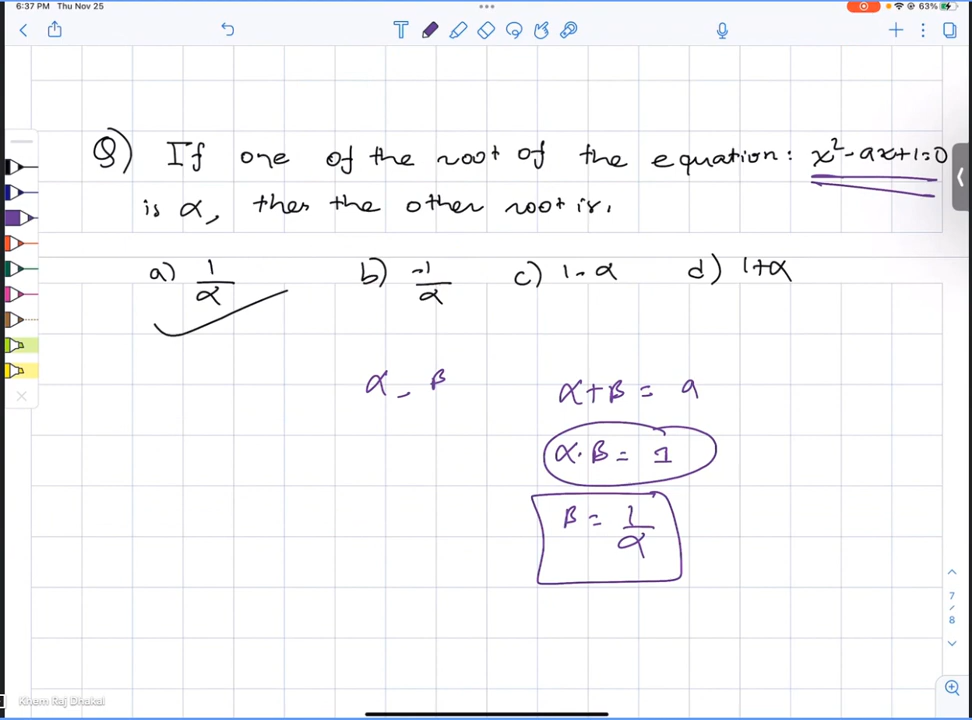 6:37 PM Thu Nov 25
63%
Q) If one of the root of the equation: x²-ax+1=0
is α, then the other root is.
a) 1/α b) -1/α c) 1-α d) 1+α
α, β
α+β = a
α.β = 1
β = 1/α
7
/
8
Khem Raj Dhakal